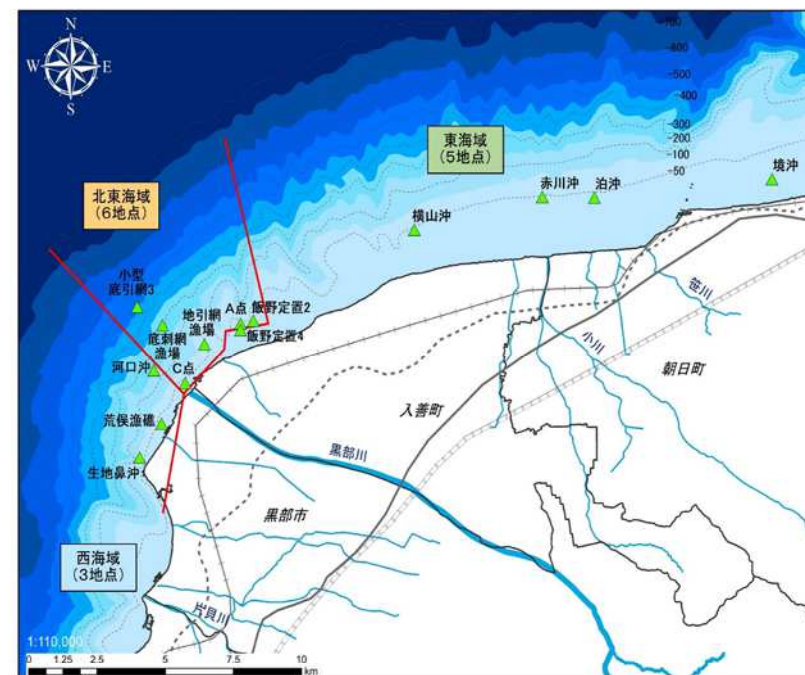 N
W
E
S
-700
-600
-500
-400
-300
-200
-100
-50
東海域
(5地点)
境沖
赤川沖
泊沖
横山沖
北東海域
(6地点)
小型
底引網3
地引網
漁場
A点
飯野定置2
飯野定置4
底刺網
漁場
河口沖
C点
荒俣漁礁
生地鼻沖
笹川
小川
朝日町
入善町
黒部川
黒部市
西海域
(3地点)
片貝川
1:110,000
0 1.25 2.5 5 7.5 10
km